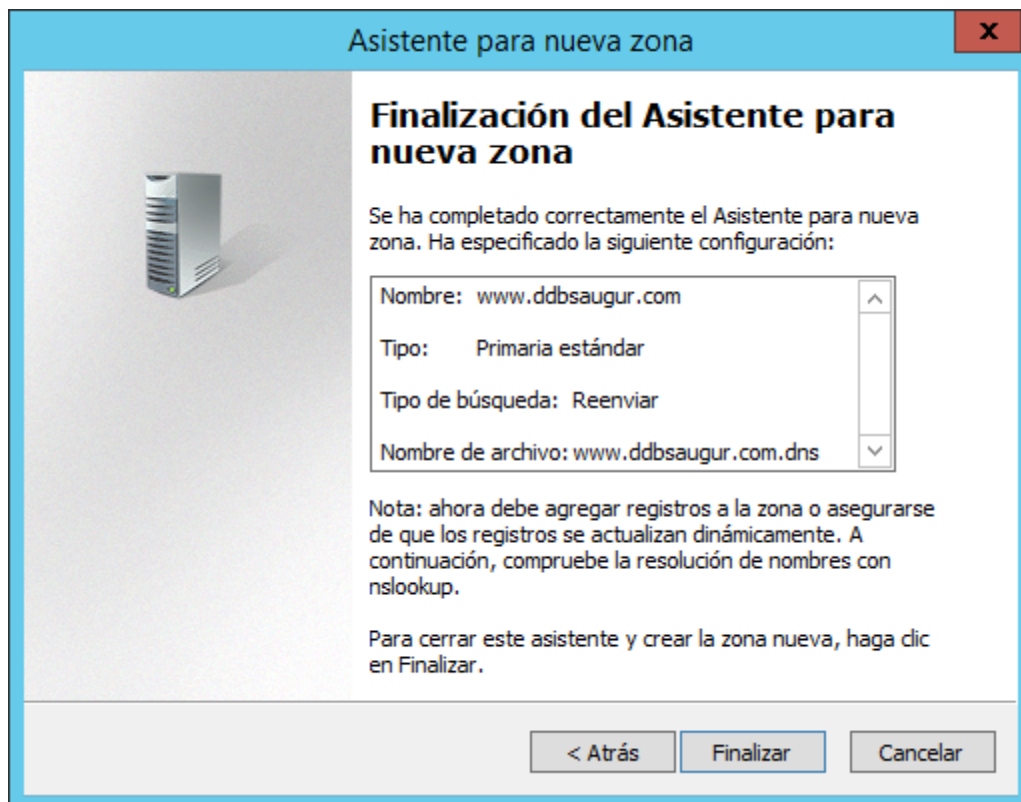 Asistente para nueva zona
x
Finalización del Asistente para
nueva zona
Se ha completado correctamente el Asistente para nueva
zona. Ha especificado la siguiente configuración:
Nombre: www.ddbsaugur.com
Tipo: Primaria estándar
Tipo de búsqueda: Reenviar
Nombre de archivo: www.ddbsaugur.com.dns
Nota: ahora debe agregar registros a la zona o asegurarse
de que los registros se actualizan dinámicamente. A
continuación, compruebe la resolución de nombres con
nslookup.
Para cerrar este asistente y crear la zona nueva, haga clic
en Finalizar.
< Atrás Finalizar Cancelar